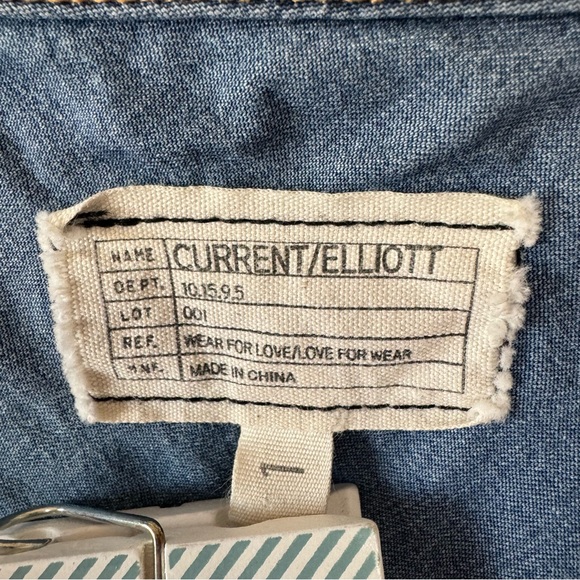 NAME CURRENT/ELLIOTT
DEPT. 10.15.9.5
LOT 001
REF. WEAR FOR LOVE/LOVE FOR WEAR
MNF. MADE IN CHINA
1